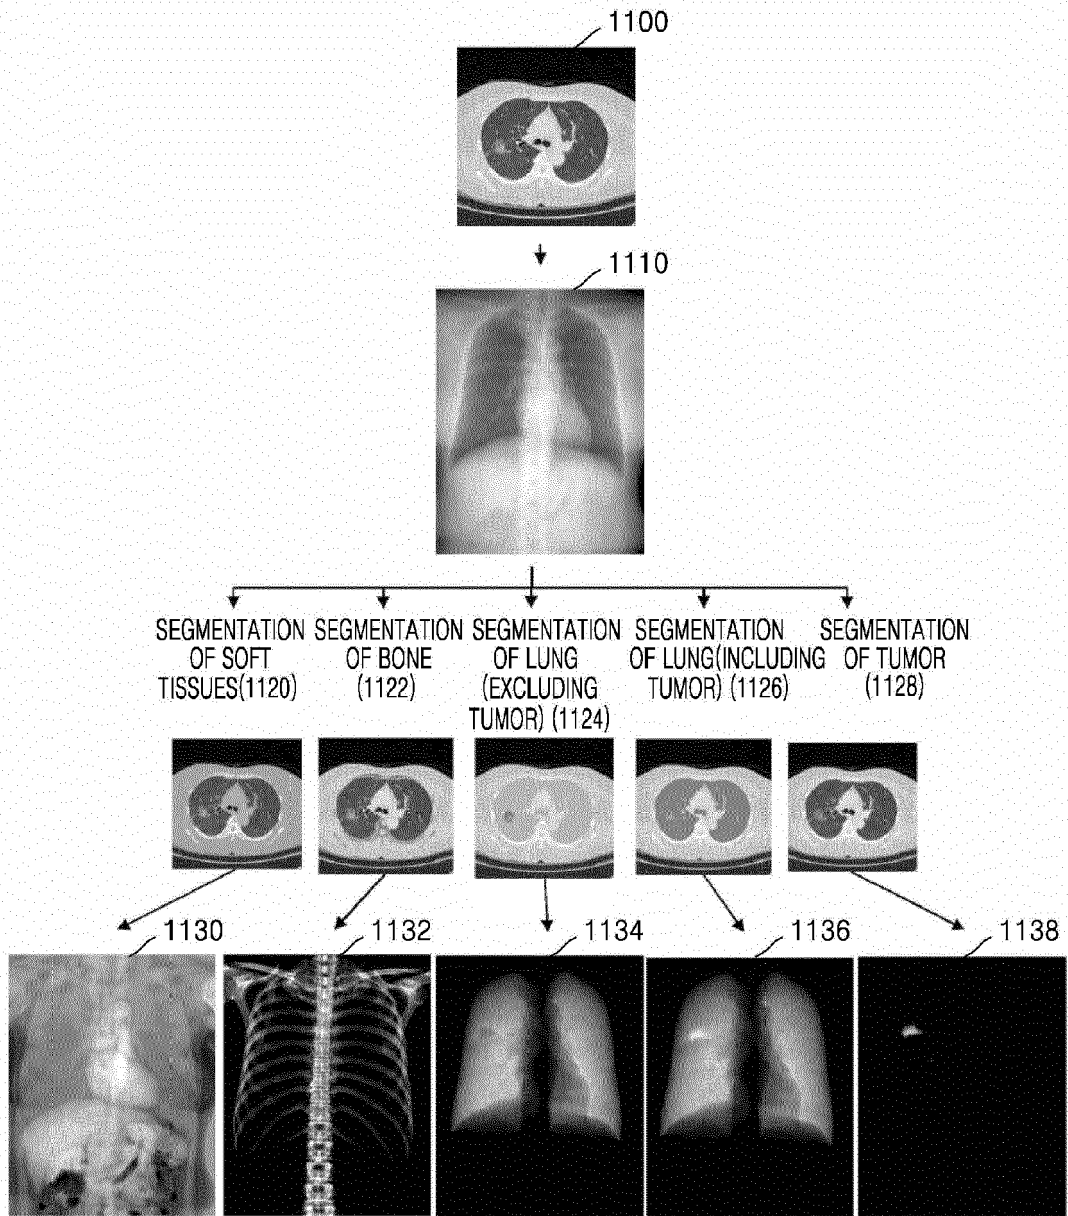 1100
1110
SEGMENTATION OF SOFT TISSUES(1120)
SEGMENTATION OF BONE (1122)
SEGMENTATION OF LUNG (EXCLUDING TUMOR) (1124)
SEGMENTATION OF LUNG(INCLUDING TUMOR) (1126)
SEGMENTATION OF TUMOR (1128)
1130
1132
1134
1136
1138